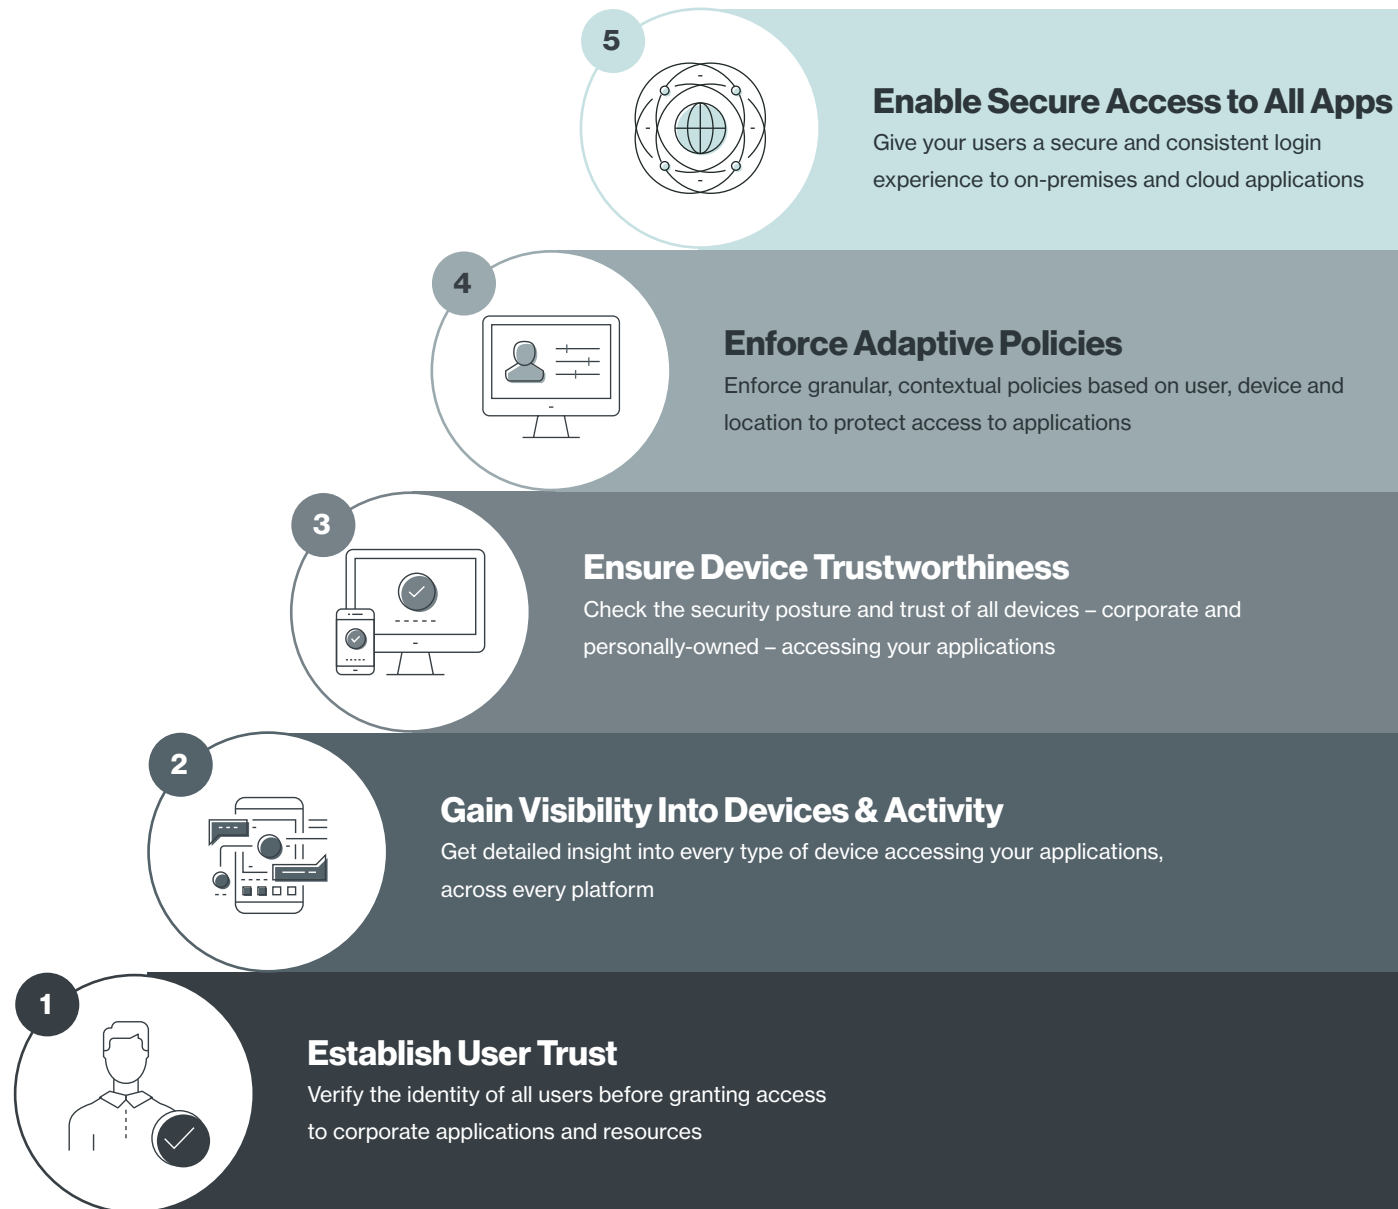 5
Enable Secure Access to All Apps
Give your users a secure and consistent login
experience to on-premises and cloud applications
4
Enforce Adaptive Policies
Enforce granular, contextual policies based on user, device and
location to protect access to applications
3
Ensure Device Trustworthiness
Check the security posture and trust of all devices – corporate and
personally-owned – accessing your applications
2
Gain Visibility Into Devices & Activity
Get detailed insight into every type of device accessing your applications,
across every platform
1
Establish User Trust
Verify the identity of all users before granting access
to corporate applications and resources